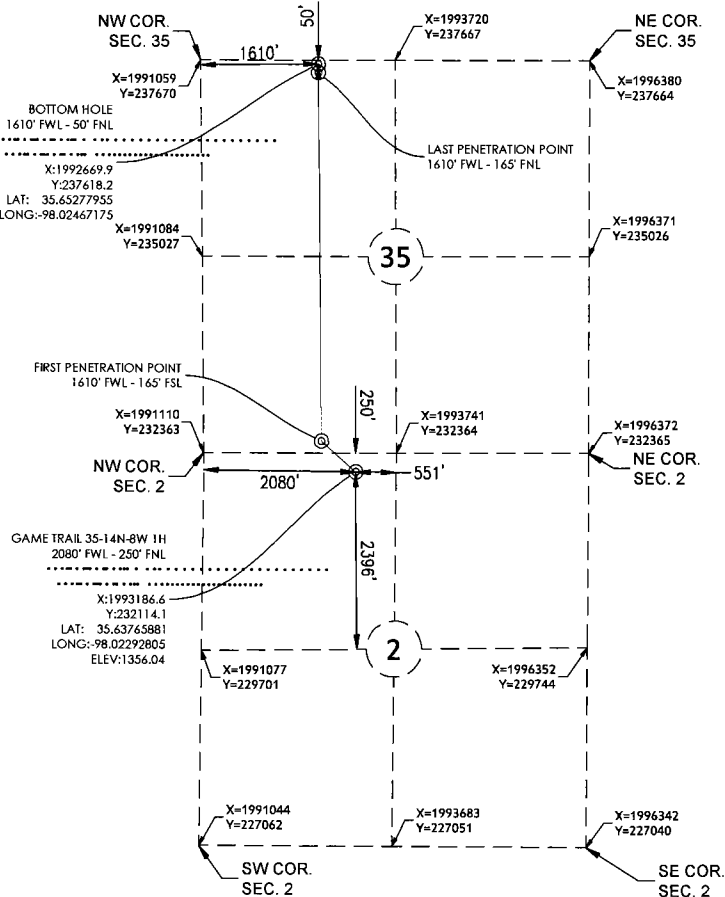 50'
NW COR.
SEC. 35
X=1993720
Y=237667
NE COR.
SEC. 35
1610'
X=1991059
Y=237670
X=1996380
Y=237664
BOTTOM HOLE
1610' FWL - 50' FNL
LAST PENETRATION POINT
1610' FWL - 165' FNL
X:1992669.9
Y:237618.2
LAT: 35.65277955
LONG:-98.02467175
X=1991084
Y=235027
35
X=1996371
Y=235026
FIRST PENETRATION POINT
1610' FWL - 165' FSL
250'
X=1991110
Y=232363
X=1993741
Y=232364
X=1996372
Y=232365
NW COR.
SEC. 2
NE COR.
SEC. 2
2080'
551'
GAME TRAIL 35-14N-8W 1H
2080' FWL - 250' FNL
2396'
X:1993186.6
Y:232114.1
LAT: 35.63765881
LONG:-98.02292805
ELEV:1356.04
2
X=1991077
Y=229701
X=1996352
Y=229744
X=1991044
Y=227062
X=1993683
Y=227051
X=1996342
Y=227040
SW COR.
SEC. 2
SE COR.
SEC. 2